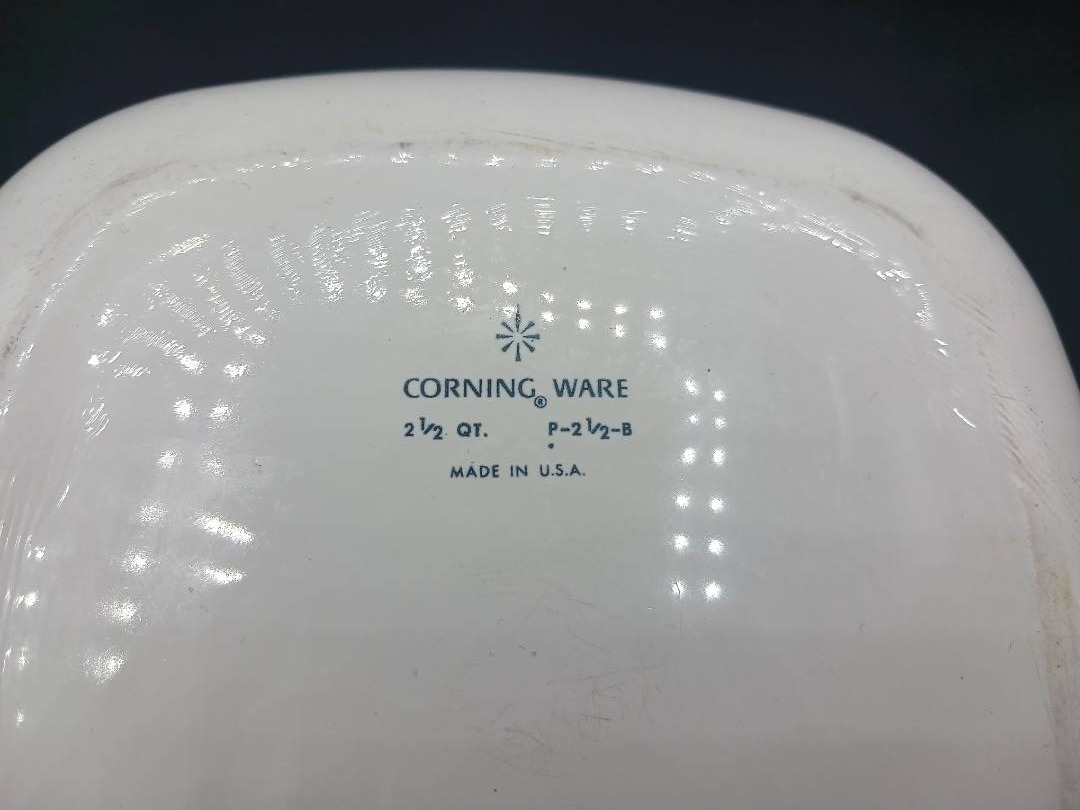 CORNING® WARE
2 1/2 QT. P-2 1/2-B
MADE IN U.S.A.